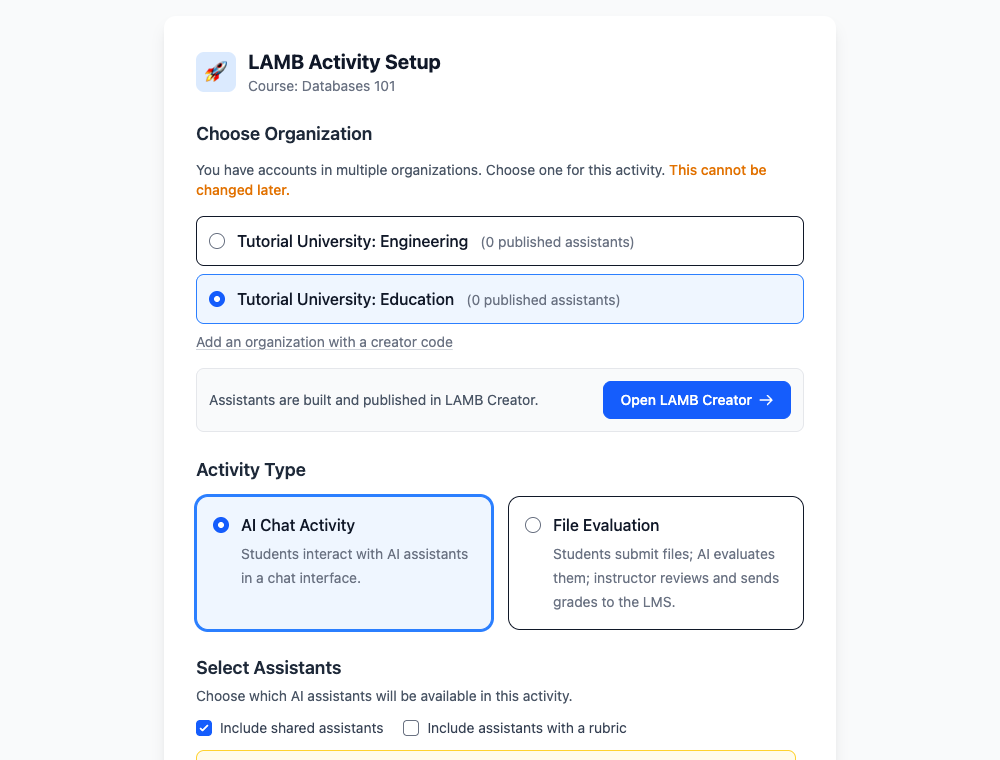 LAMB Activity Setup
Course: Databases 101
Choose Organization
You have accounts in multiple organizations. Choose one for this activity. This cannot be
changed later.
Tutorial University: Engineering (0 published assistants)
Tutorial University: Education (0 published assistants)
Add an organization with a creator code
Assistants are built and published in LAMB Creator.
Open LAMB Creator →
Activity Type
AI Chat Activity
Students interact with AI assistants
in a chat interface.
File Evaluation
Students submit files; AI evaluates
them; instructor reviews and sends
grades to the LMS.
Select Assistants
Choose which AI assistants will be available in this activity.
Include shared assistants
Include assistants with a rubric